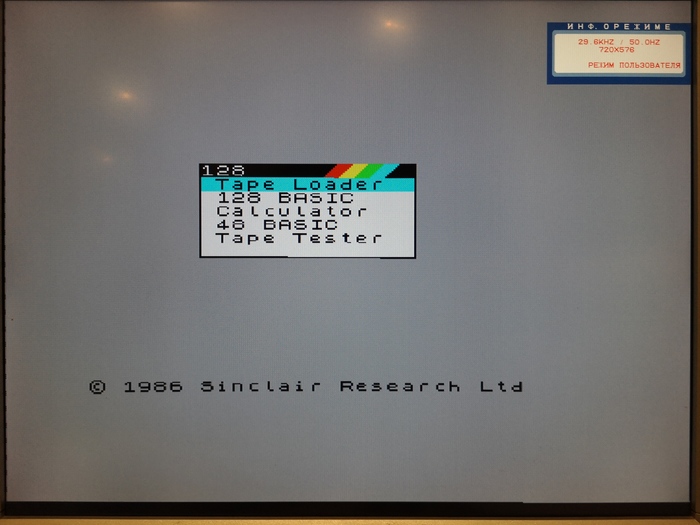 ИНФ. О РЕЖИМЕ
29.6KHZ / 50.0HZ
720X576
РЕЖИМ ПОЛЬЗОВАТЕЛЯ
128
Tape Loader
128 BASIC
Calculator
48 BASIC
Tape Tester
© 1986 Sinclair Research Ltd